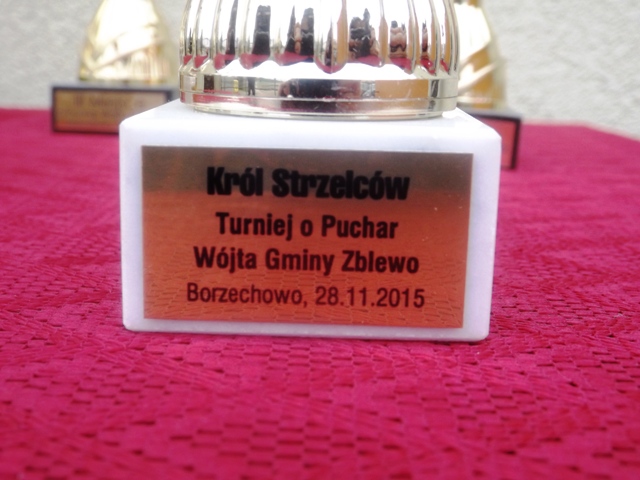 Król Strzelców
Turniej o Puchar
Wójta Gminy Zblewo
Borzechowo, 28.11.2015